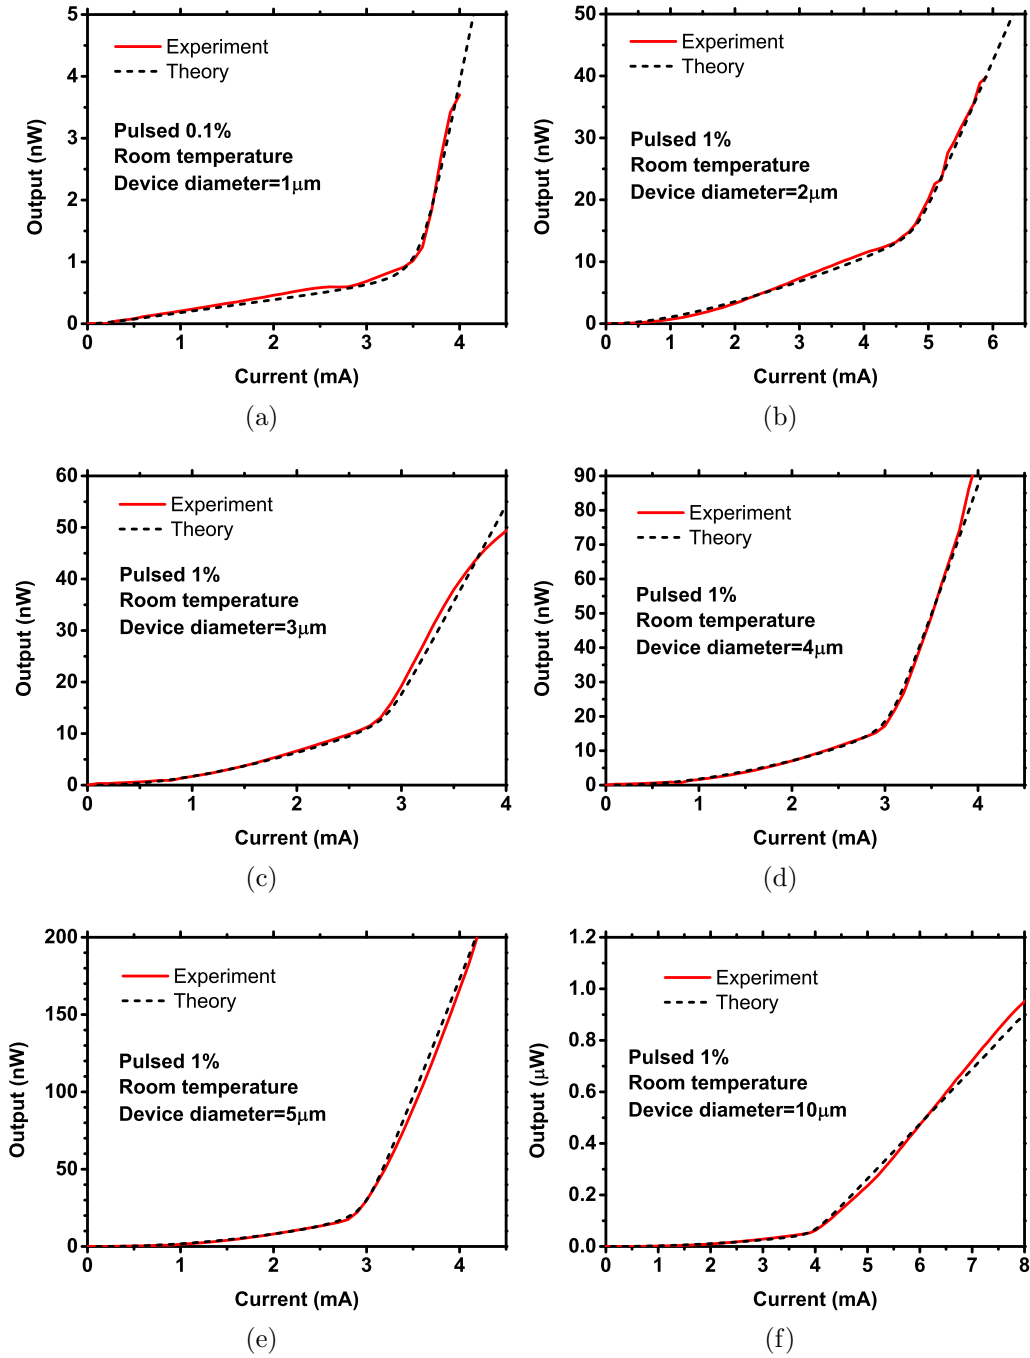 5
4
3
2
1
0
Output (nW)
Experiment
Theory
Pulsed 0.1%
Room temperature
Device diameter=1μm
0 1 2 3 4
Current (mA)
(a)
50
40
30
20
10
0
Output (nW)
Experiment
Theory
Pulsed 1%
Room temperature
Device diameter=2μm
0 1 2 3 4 5 6
Current (mA)
(b)
60
50
40
30
20
10
0
Output (nW)
Experiment
Theory
Pulsed 1%
Room temperature
Device diameter=3μm
0 1 2 3 4
Current (mA)
(c)
90
80
70
60
50
40
30
20
10
0
Output (nW)
Experiment
Theory
Pulsed 1%
Room temperature
Device diameter=4μm
0 1 2 3 4
Current (mA)
(d)
200
150
100
50
0
Output (nW)
Experiment
Theory
Pulsed 1%
Room temperature
Device diameter=5μm
0 1 2 3 4
Current (mA)
(e)
1.2
1.0
0.8
0.6
0.4
0.2
0.0
Output (μW)
Experiment
Theory
Pulsed 1%
Room temperature
Device diameter=10μm
0 1 2 3 4 5 6 7 8
Current (mA)
(f)